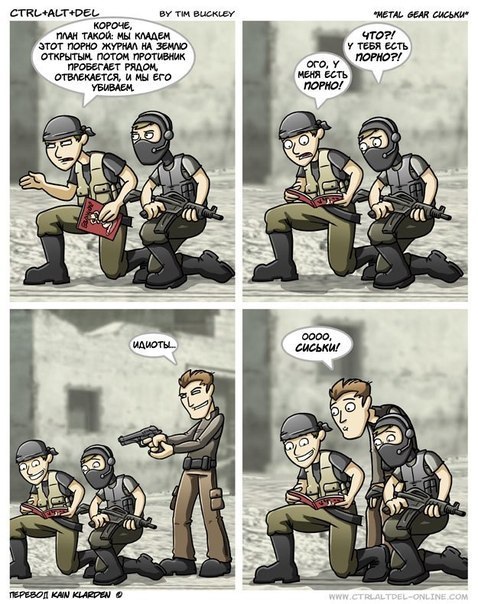 CTRL+ALT+DEL
BY TIM BUCKLEY
"METAL GEAR СИСЬКИ"
КОРОЧЕ,
ПЛАН ТАКОЙ: МЫ КЛАДЕМ
ЭТОТ ПОРНО ЖУРНАЛ НА ЗЕМЛЮ
ОТКРЫТЫМ. ПОТОМ ПРОТИВНИК
ПРОБЕГАЕТ РЯДОМ,
ОТВЛЕКАЕТСЯ, И МЫ ЕГО
УБИВАЕМ.
ОГО, У
МЕНЯ ЕСТЬ
ПОРНО!
ЧТО?!
У ТЕБЯ ЕСТЬ
ПОРНО?!
ИДИОТЫ...
ОООО,
СИСЬКИ!
ПЕРЕВОД KAIN KLARDEN ©
WWW.CTRLALTDEL-ONLINE.COM